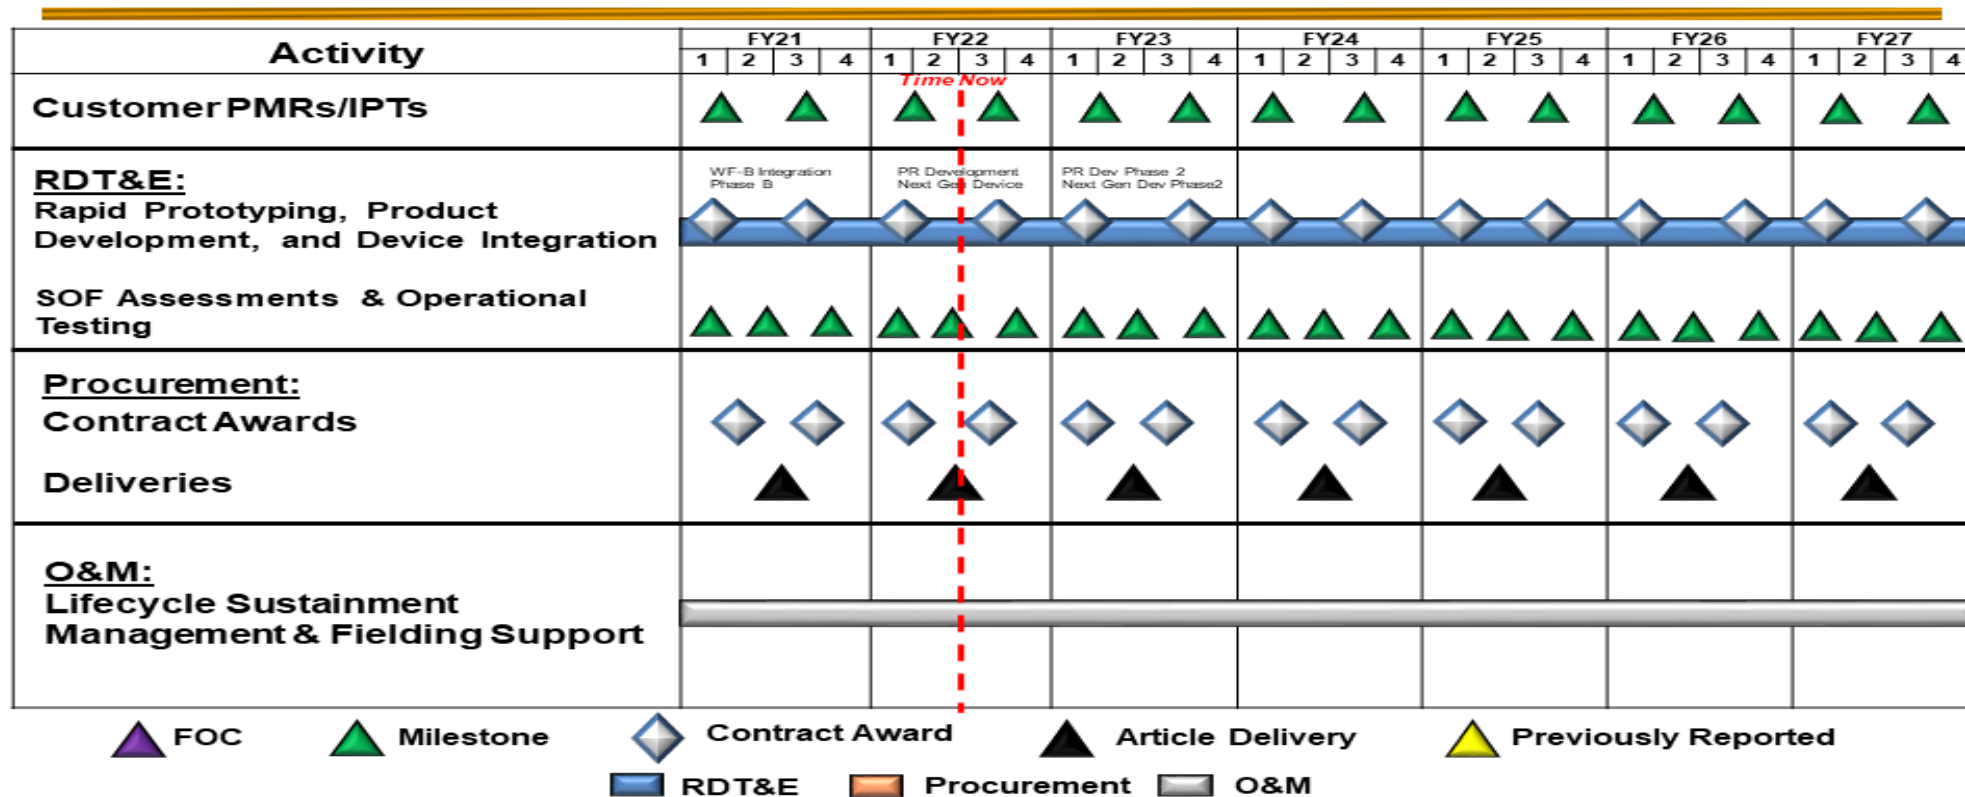 Activity
FY21 FY22 FY23 FY24 FY25 FY26 FY27
1 2 3 4 1 2 3 4 1 2 3 4 1 2 3 4 1 2 3 4 1 2 3 4 1 2 3 4
Time Now
Customer PMRs/IPTs
RDT&E:
Rapid Prototyping, Product
Development, and Device Integration
WF-B Integration
Phase B
PR Development
Next Gen Device
PR Dev Phase 2
Next Gen Dev Phase2
SOF Assessments & Operational
Testing
Procurement:
Contract Awards
Deliveries
O&M:
Lifecycle Sustainment
Management & Fielding Support
FOC Milestone Contract Award Article Delivery Previously Reported
RDT&E Procurement O&M